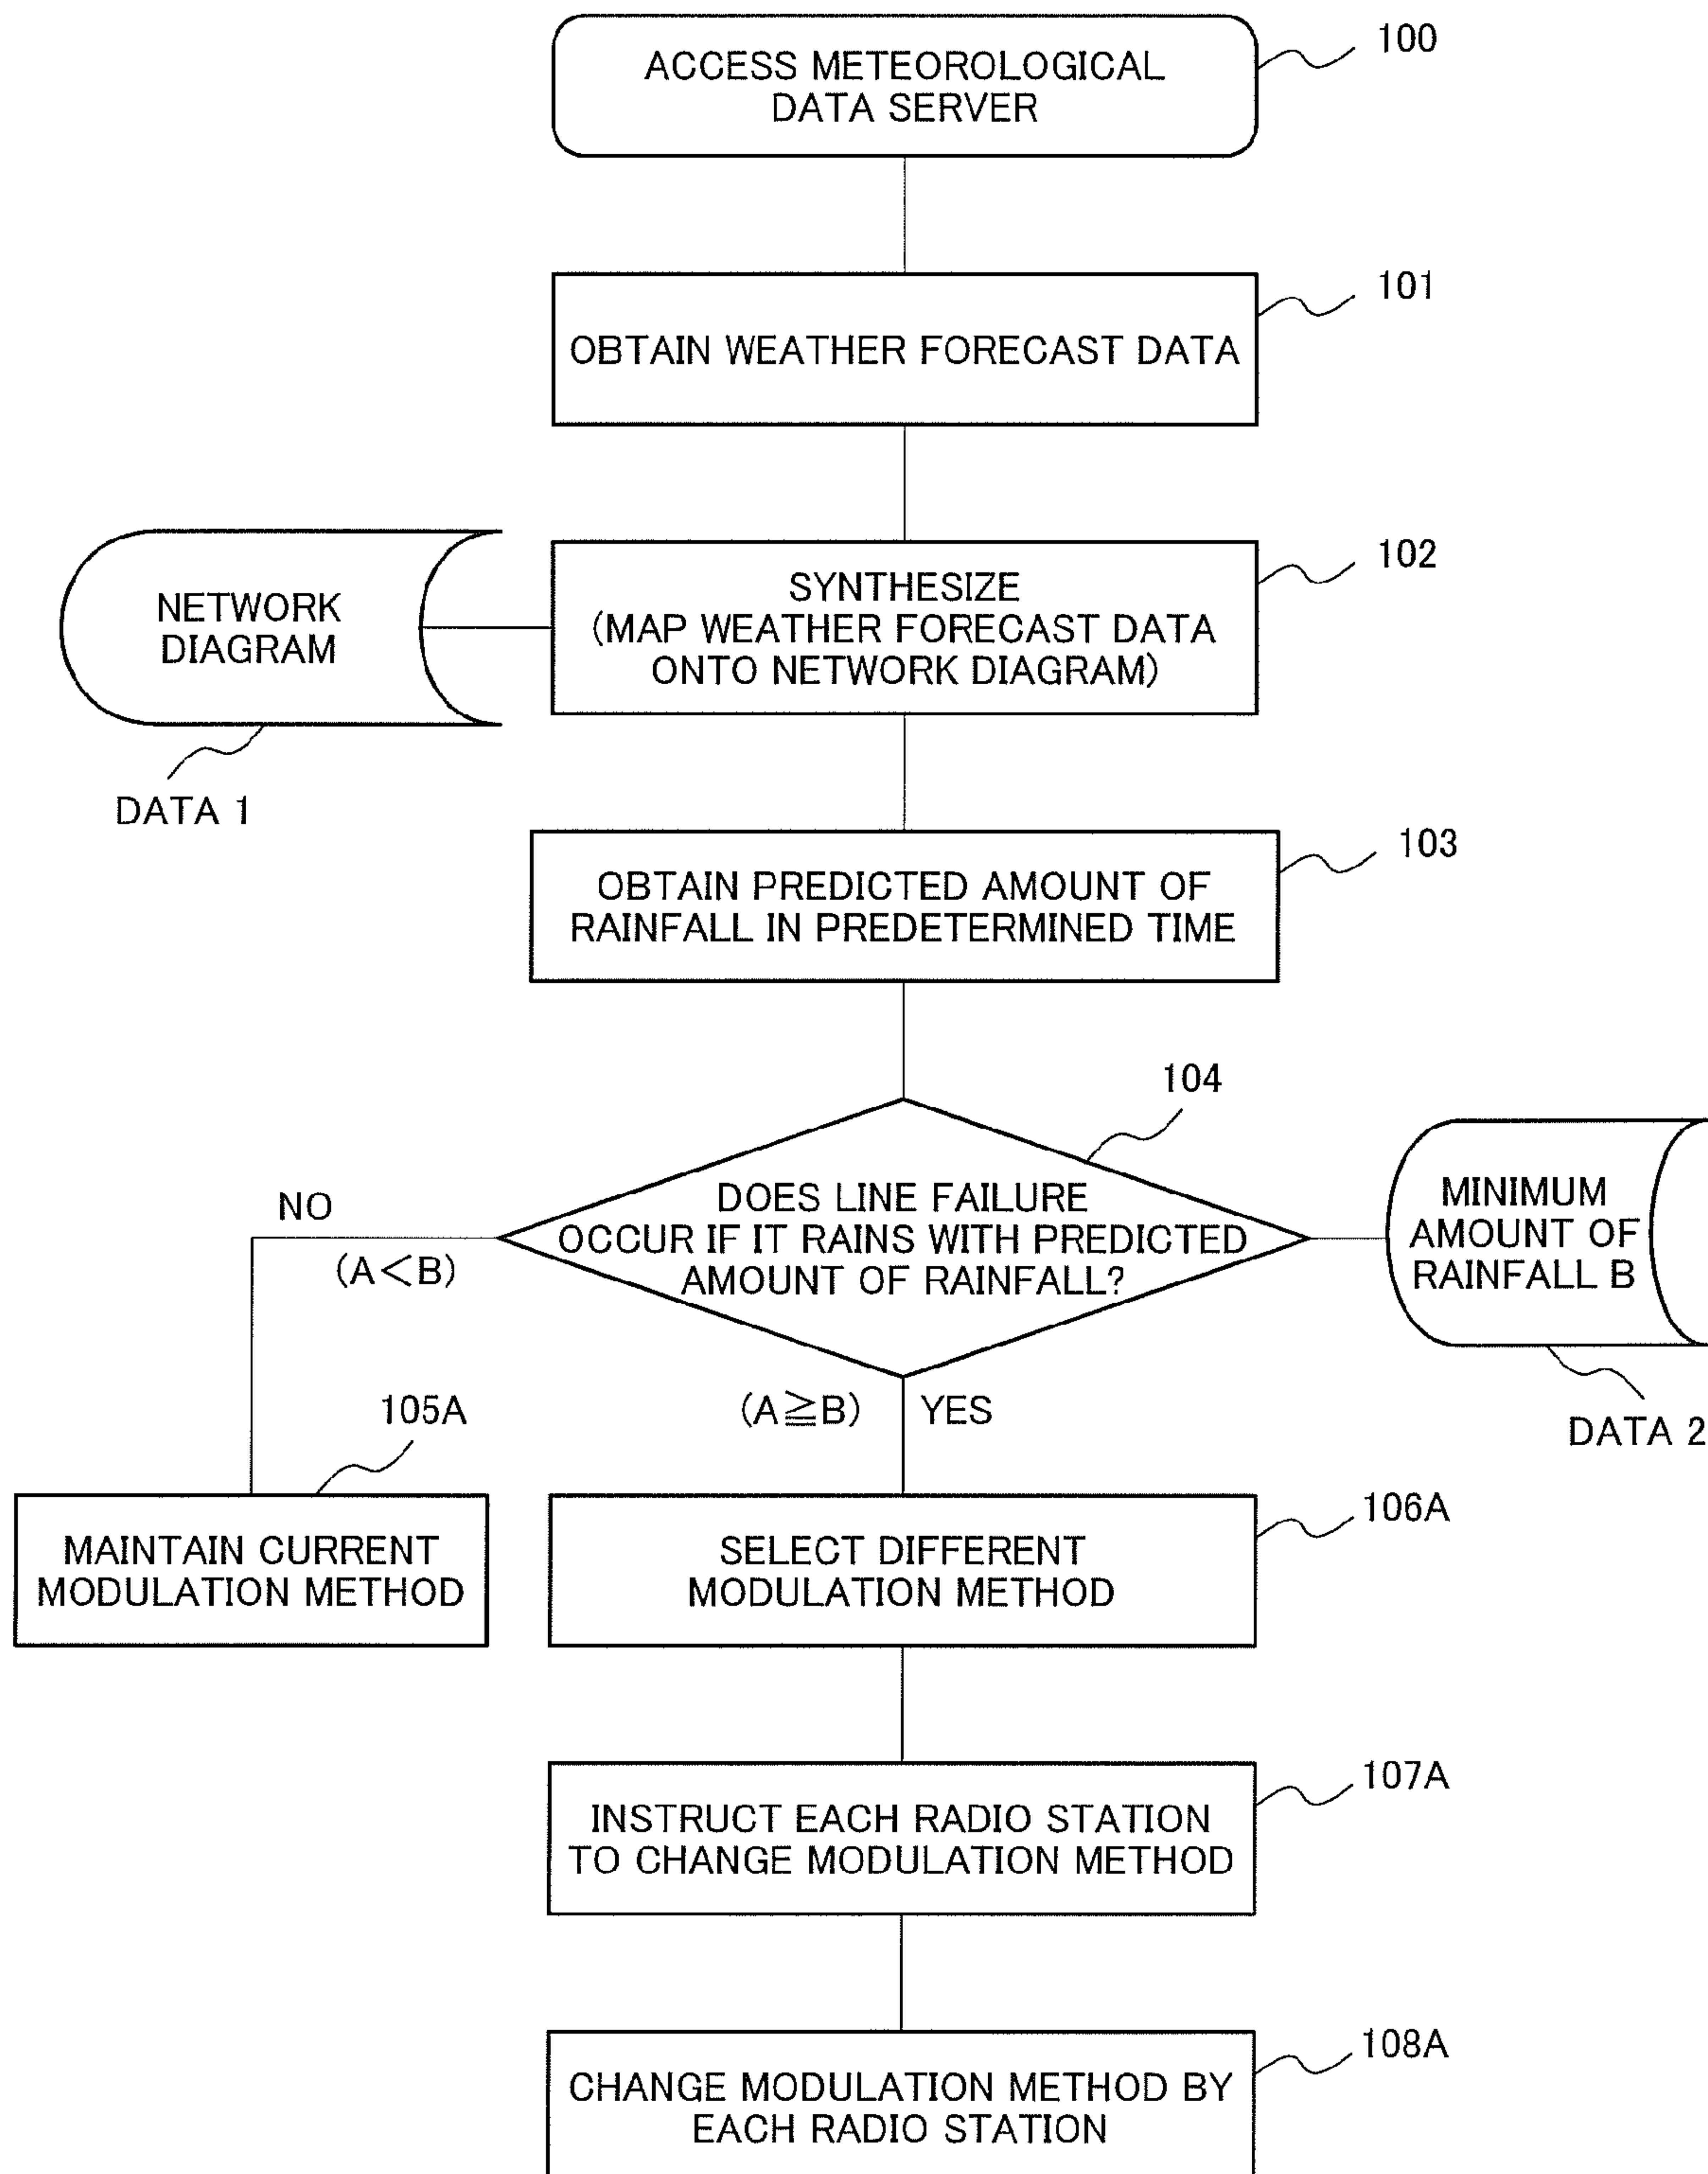 100
ACCESS METEOROLOGICAL
DATA SERVER
101
OBTAIN WEATHER FORECAST DATA
102
SYNTHESIZE
(MAP WEATHER FORECAST DATA
ONTO NETWORK DIAGRAM)
NETWORK
DIAGRAM
DATA 1
103
OBTAIN PREDICTED AMOUNT OF
RAINFALL IN PREDETERMINED TIME
104
DOES LINE FAILURE
OCCUR IF IT RAINS WITH PREDICTED
AMOUNT OF RAINFALL?
MINIMUM
AMOUNT OF
RAINFALL B
DATA 2
NO
(A<B)
(A≧B) YES
105A
MAINTAIN CURRENT
MODULATION METHOD
106A
SELECT DIFFERENT
MODULATION METHOD
107A
INSTRUCT EACH RADIO STATION
TO CHANGE MODULATION METHOD
108A
CHANGE MODULATION METHOD BY
EACH RADIO STATION